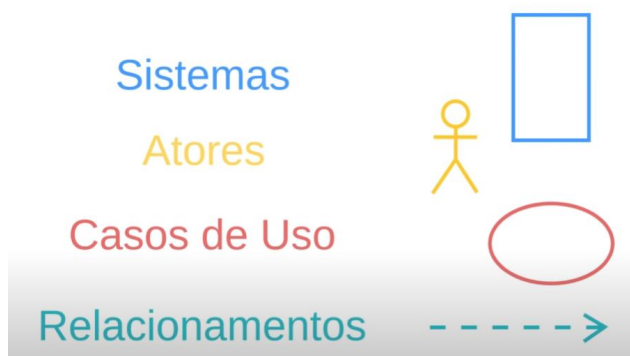 Sistemas
Atores
Casos de Uso
Relacionamentos